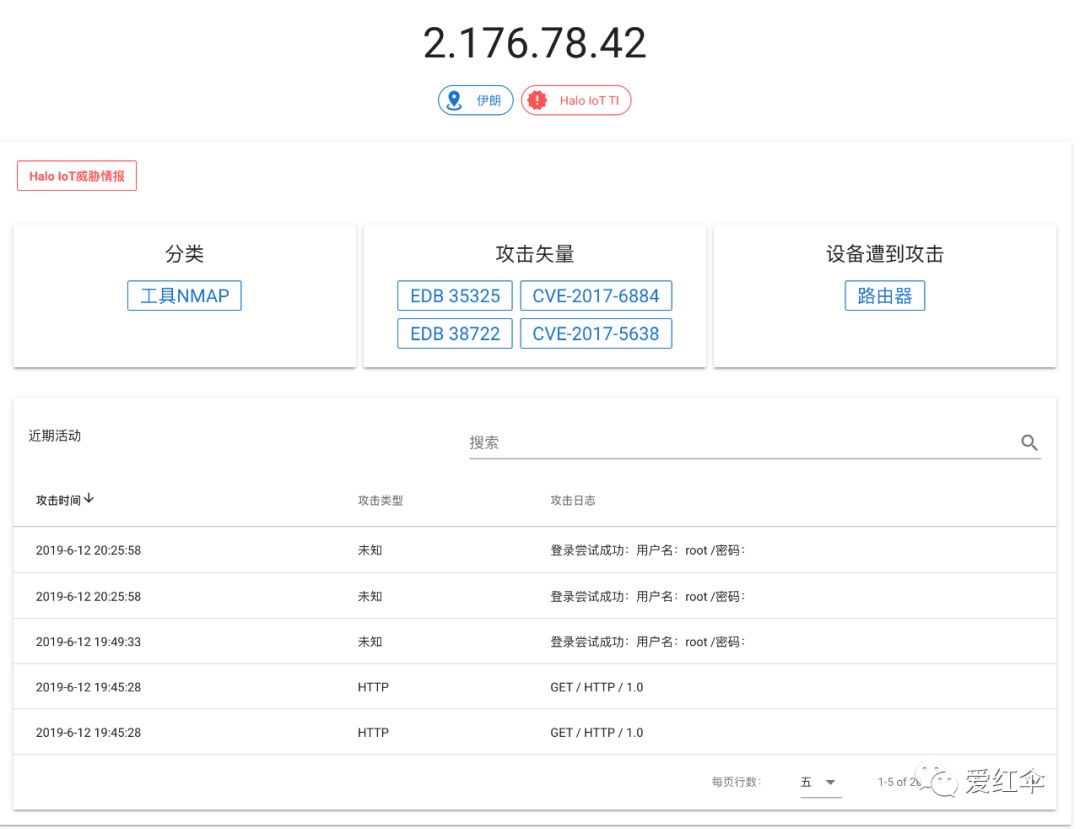 2.176.78.42
伊朗 Halo IoT TI
Halo IoT威胁情报
分类 攻击矢量 设备遭到攻击
工具NMAP EDB 35325 CVE-2017-6884 路由器
EDB 38722 CVE-2017-5638
近期活动
搜索
攻击时间 攻击类型 攻击日志
2019-6-12 20:25:58 未知 登录尝试成功：用户名：root /密码：
2019-6-12 20:25:58 未知 登录尝试成功：用户名：root /密码：
2019-6-12 19:49:33 未知 登录尝试成功：用户名：root /密码：
2019-6-12 19:45:28 HTTP GET / HTTP / 1.0
2019-6-12 19:45:28 HTTP GET / HTTP / 1.0
每页行数： 五 1-5 of 爱红伞